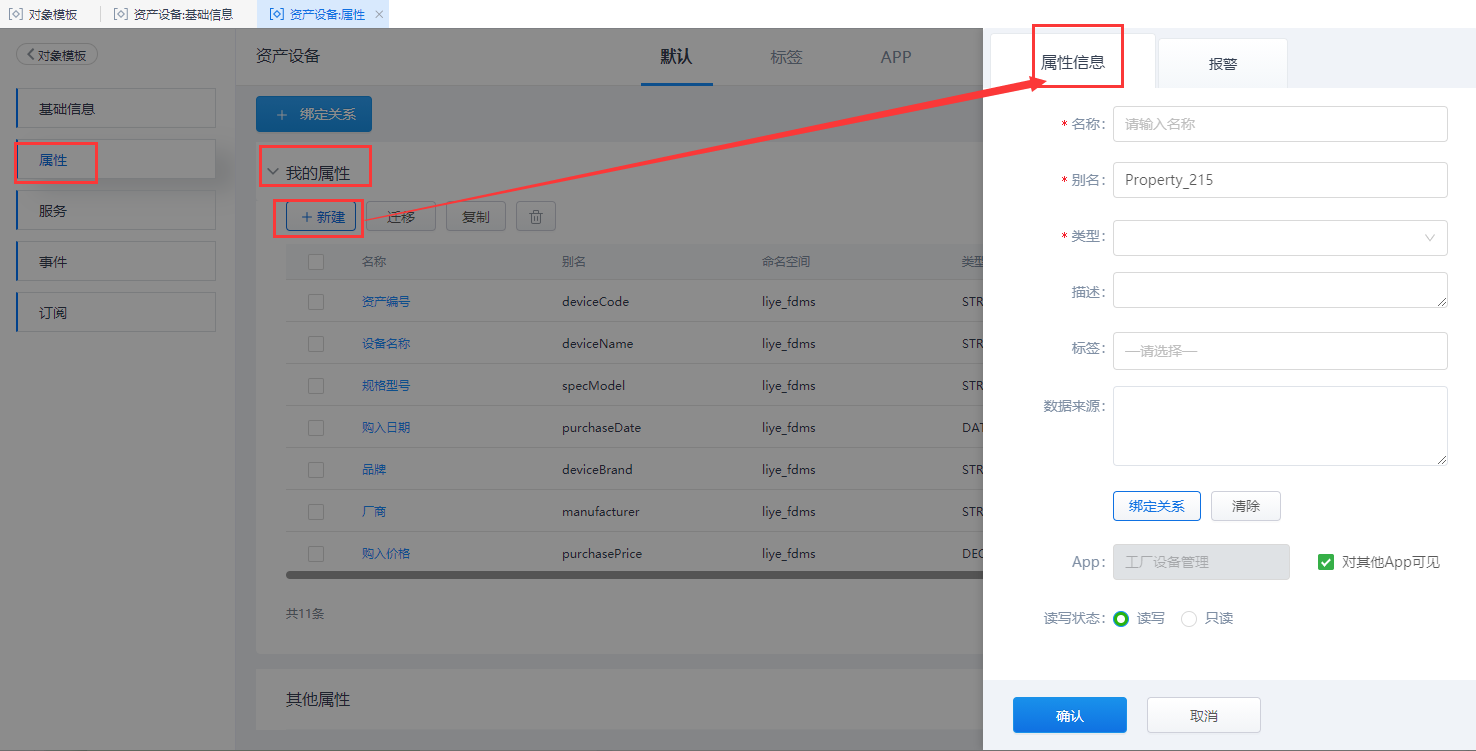 对象模板
资产设备:基础信息
资产设备:属性
对象模板
基础信息
属性
服务
事件
订阅
资产设备
默认
标签
APP
+ 绑定关系
我的属性
+ 新建
迁移
复制
名称 别名 命名空间 类型
资产编号 deviceCode liye_fdms STR
设备名称 deviceName liye_fdms STR
规格型号 specModel liye_fdms STR
购入日期 purchaseDate liye_fdms DAT
品牌 deviceBrand liye_fdms STR
厂商 manufacturer liye_fdms STR
购入价格 purchasePrice liye_fdms DEC
共11条
其他属性
属性信息
报警
* 名称: 请输入名称
* 别名: Property_215
* 类型:
描述:
标签: —请选择—
数据来源:
绑定关系
清除
App: 工厂设备管理
对其他App可见
读写状态: 读写 只读
确认
取消